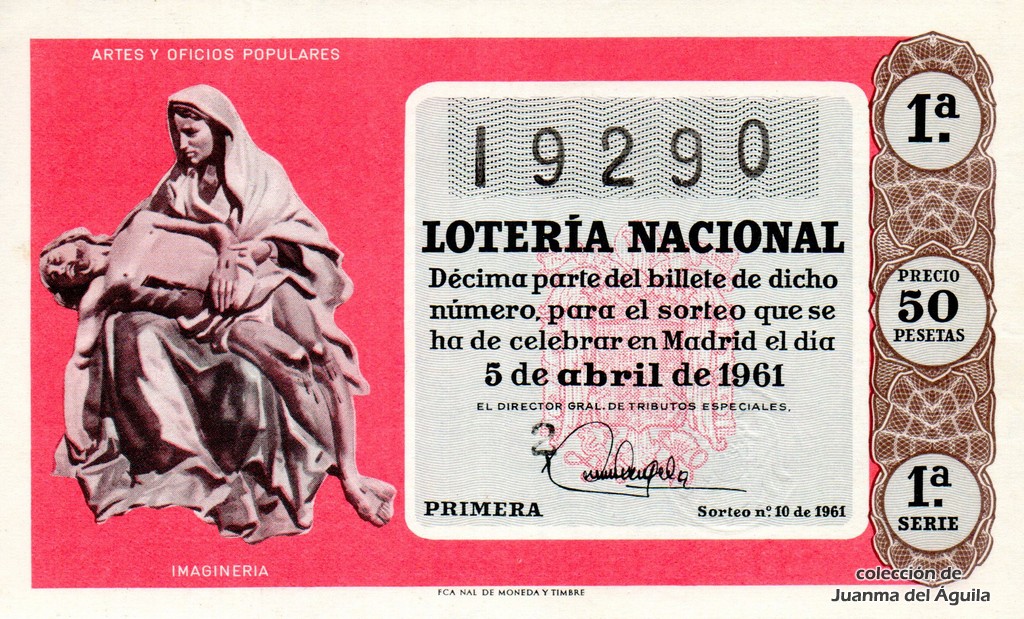 ARTES Y OFICIOS POPULARES
1.ª
19290
LOTERÍA NACIONAL
Décima parte del billete de dicho
número, para el sorteo que se
ha de celebrar en Madrid el día
5 de abril de 1961
EL DIRECTOR GRAL. DE TRIBUTOS ESPECIALES,
2
PRIMERA
Sorteo n.º 10 de 1961
PRECIO
50
PESETAS
1.ª
SERIE
IMAGINERIA
FCA NAL DE MONEDA Y TIMBRE
colección de
Juanma del Águila